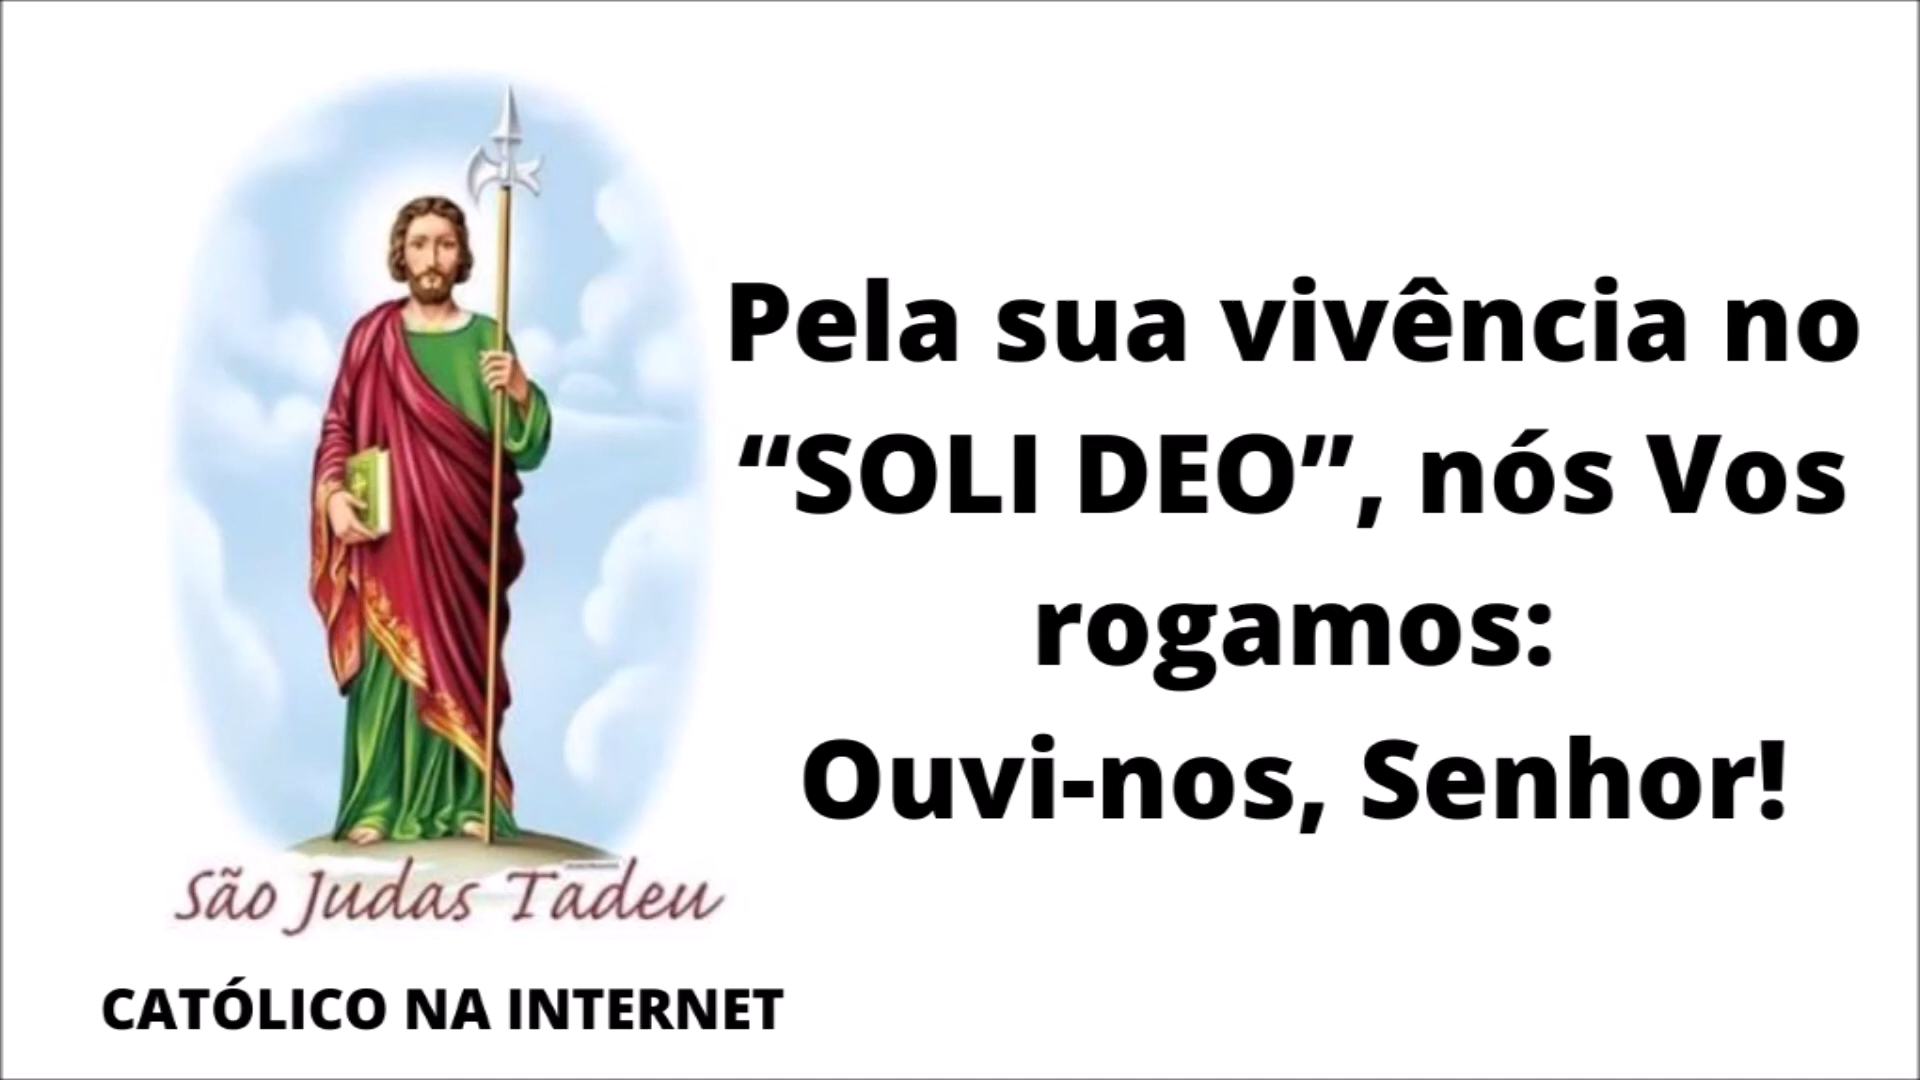 Pela sua vivência no
“SOLI DEO”, nós Vos
rogamos:
Ouvi-nos, Senhor!
São Judas Tadeu
CATÓLICO NA INTERNET